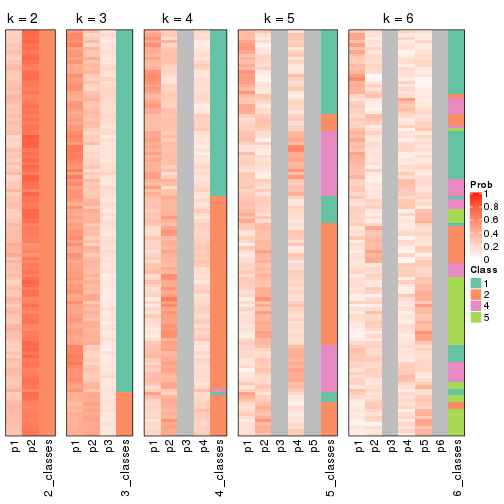 k = 2
k = 3
k = 4
k = 5
k = 6
p1
p2
2_classes
p1
p2
p3
3_classes
p1
p2
p3
p4
4_classes
p1
p2
p3
p4
p5
5_classes
p1
p2
p3
p4
p5
p6
6_classes
Prob
1
0.8
0.6
0.4
0.2
0
Class
1
2
4
5